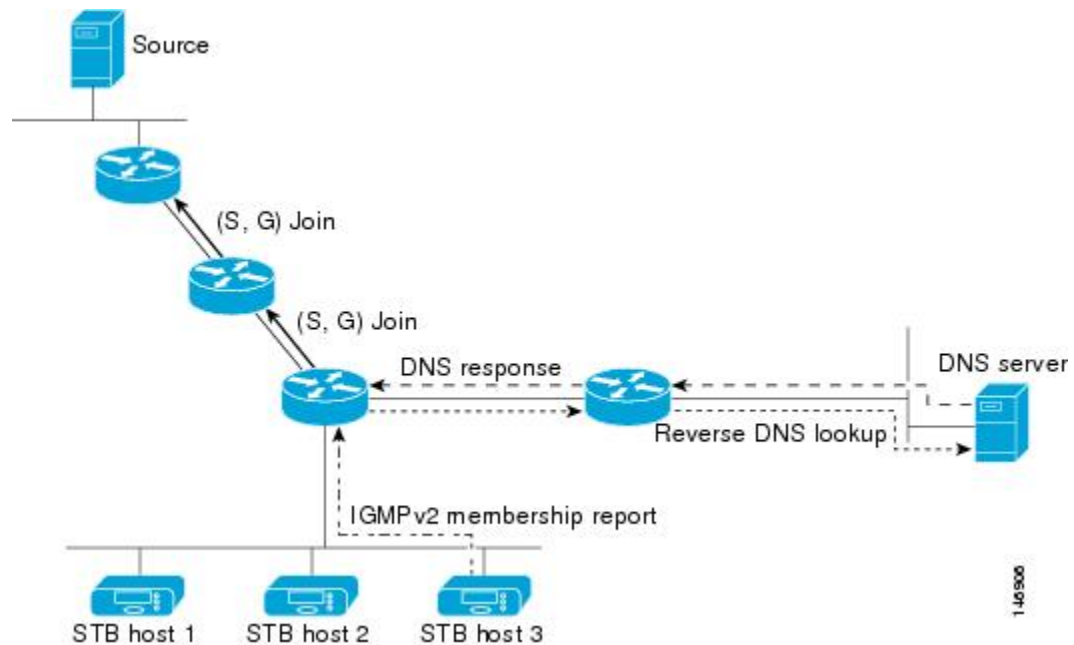 Source
(S, G) Join
(S, G) Join
DNS response
DNS server
Reverse DNS lookup
IGMPv2 membership report
STB host 1
STB host 2
STB host 3
146906